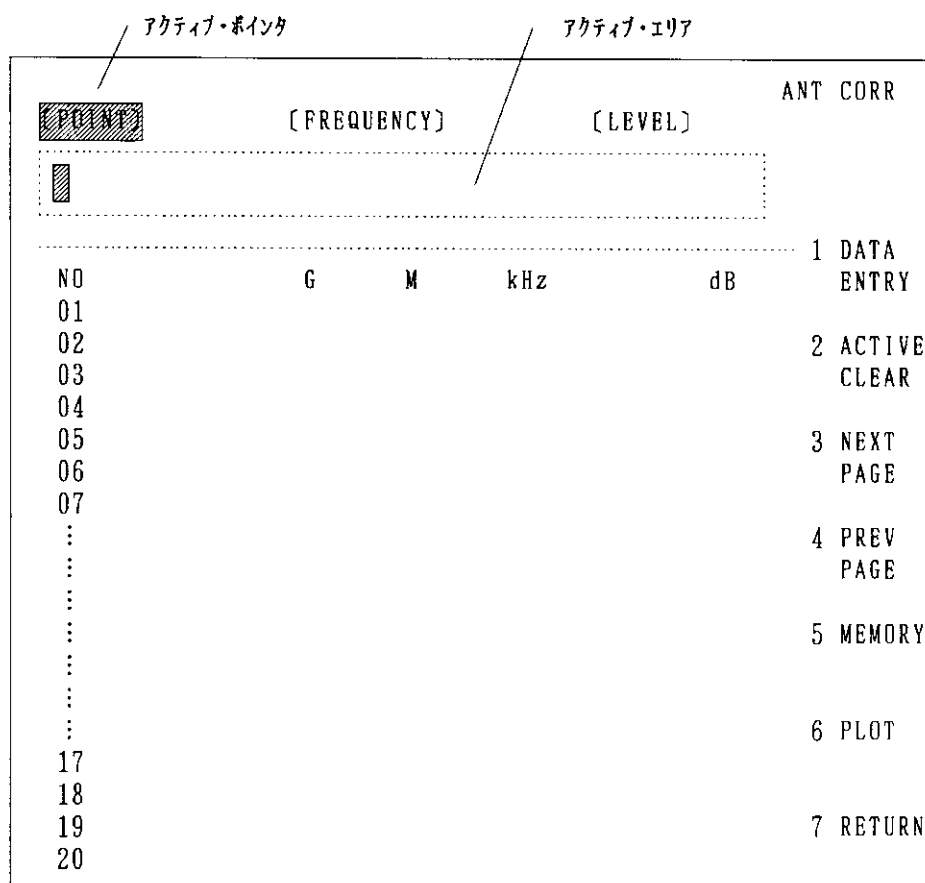 アクティブ・ポインタ アクティブ・エリア
ANT CORR
[POINT] [FREQUENCY] [LEVEL]
1 DATA
NO G M kHz dB ENTRY
01
02 2 ACTIVE
03 CLEAR
04
05 3 NEXT
06 PAGE
07
4 PREV
PAGE
5 MEMORY
6 PLOT
17
18
19 7 RETURN
20